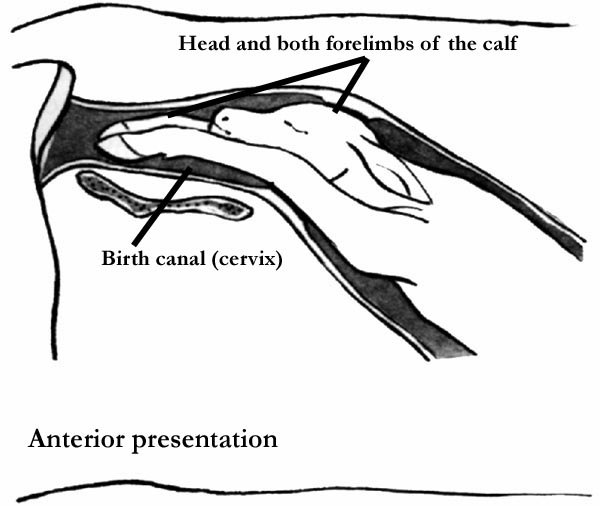 Head and both forelimbs of the calf
Birth canal (cervix)
Anterior presentation